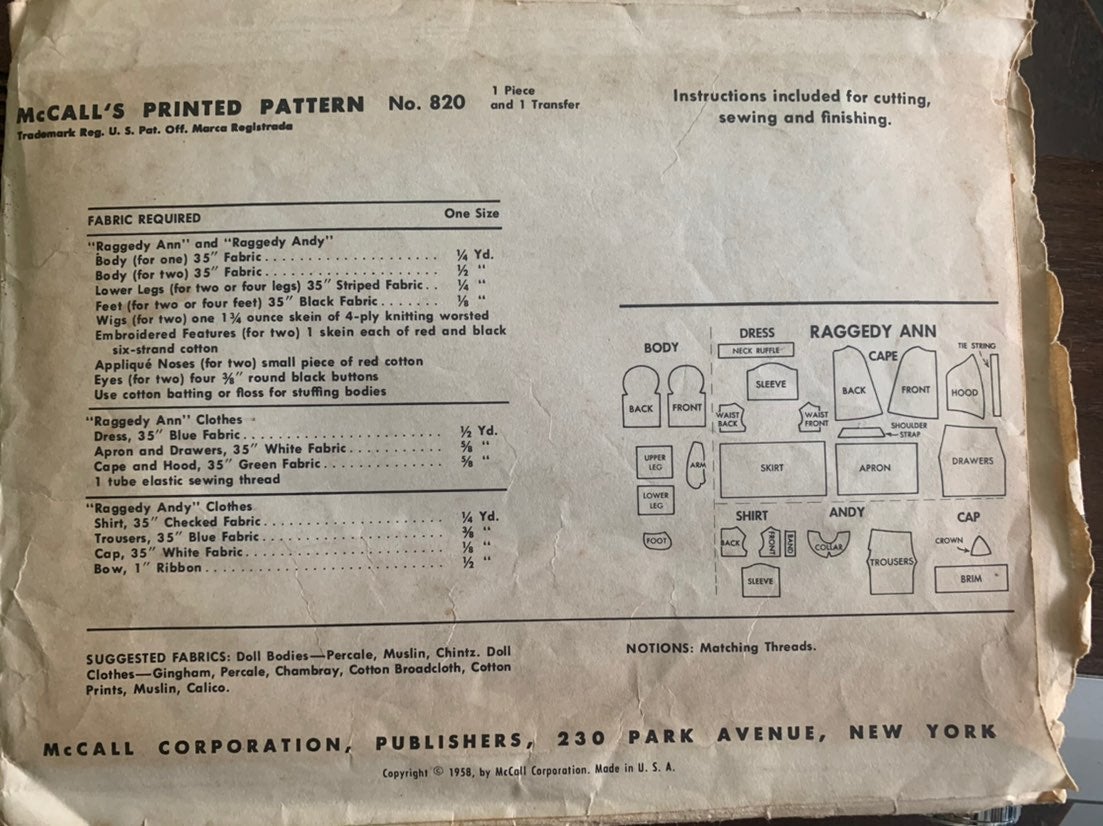 McCALL'S PRINTED PATTERN No. 820 1 Piece and 1 Transfer
Trademark Reg. U. S. Pat. Off. Marca Registrada
Instructions included for cutting,
sewing and finishing.
FABRIC REQUIRED One Size
"Raggedy Ann" and "Raggedy Andy"
Body (for one) 35" Fabric.................... ¼ Yd.
Body (for two) 35" Fabric.................... ½ "
Lower Legs (for two or four legs) 35" Striped Fabric.. ¼ "
Feet (for two or four feet) 35" Black Fabric....... ⅛ "
Wigs (for two) one 1¾ ounce skein of 4-ply knitting worsted
Embroidered Features (for two) 1 skein each of red and black
six-strand cotton
Appliqué Noses (for two) small piece of red cotton
Eyes (for two) four ⅜" round black buttons
Use cotton batting or floss for stuffing bodies
"Raggedy Ann" Clothes
Dress, 35" Blue Fabric....................... ½ Yd.
Apron and Drawers, 35" White Fabric............ ⅝ "
Cape and Hood, 35" Green Fabric............... ⅝ "
1 tube elastic sewing thread
"Raggedy Andy" Clothes
Shirt, 35" Checked Fabric..................... ¼ Yd.
Trousers, 35" Blue Fabric..................... ⅜ "
Cap, 35" White Fabric........................ ⅛ "
Bow, 1" Ribbon............................. ½ "
BODY
BACK
FRONT
UPPER
LEG
ARM
LOWER
LEG
FOOT
DRESS
RAGGEDY ANN
NECK RUFFLE
SLEEVE
WAIST
BACK
WAIST
FRONT
SKIRT
CAPE
BACK
FRONT
TIE STRING
HOOD
SHOULDER
STRAP
APRON
DRAWERS
SHIRT
ANDY
CAP
BACK
FRONT
BAND
COLLAR
SLEEVE
TROUSERS
CROWN
BRIM
SUGGESTED FABRICS: Doll Bodies—Percale, Muslin, Chintz. Doll
Clothes—Gingham, Percale, Chambray, Cotton Broadcloth, Cotton
Prints, Muslin, Calico.
NOTIONS: Matching Threads.
McCALL CORPORATION, PUBLISHERS, 230 PARK AVENUE, NEW YORK
Copyright © 1958, by McCall Corporation. Made in U. S. A.